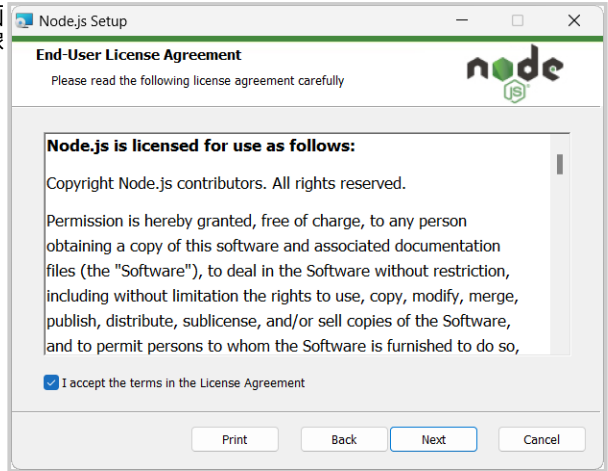 Node.js Setup
End-User License Agreement
Please read the following license agreement carefully
node
JS
Node.js is licensed for use as follows:
Copyright Node.js contributors. All rights reserved.
Permission is hereby granted, free of charge, to any person
obtaining a copy of this software and associated documentation
files (the "Software"), to deal in the Software without restriction,
including without limitation the rights to use, copy, modify, merge,
publish, distribute, sublicense, and/or sell copies of the Software,
and to permit persons to whom the Software is furnished to do so,
I accept the terms in the License Agreement
Print
Back
Next
Cancel